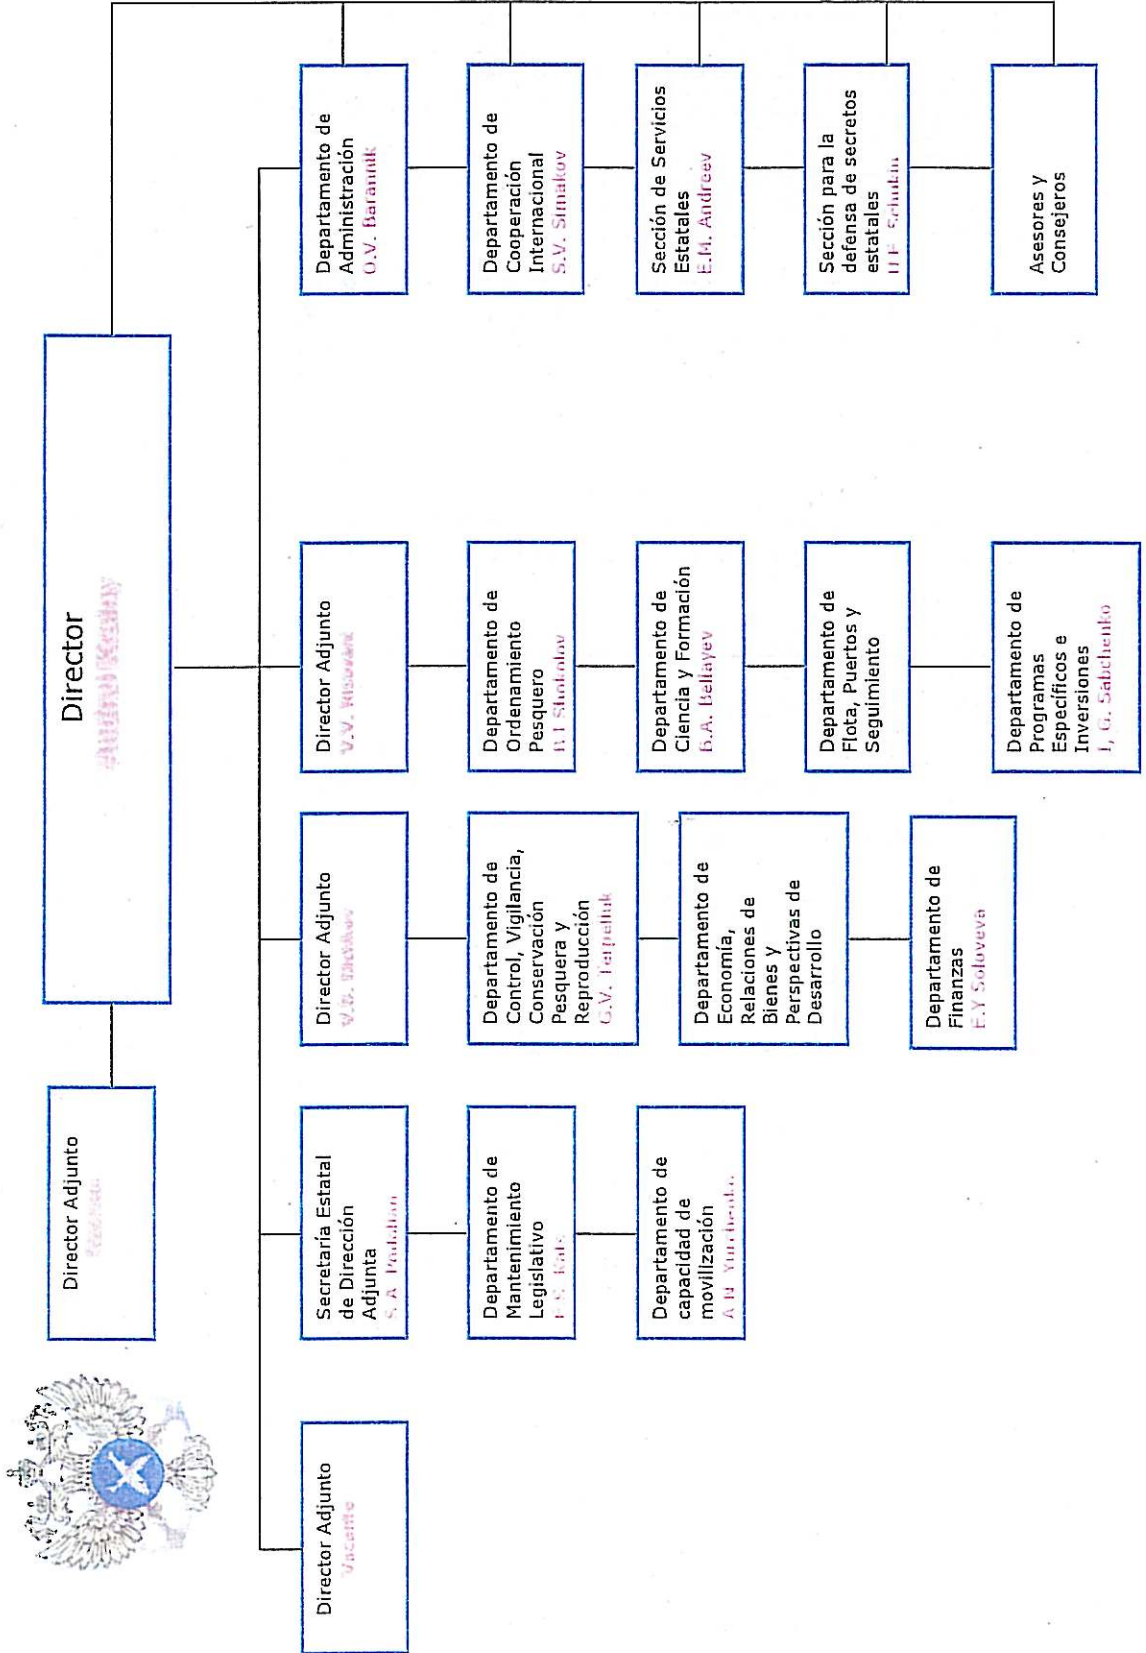 Director
Director Adjunto
Director Adjunto
Vacante
Secretaría Estatal
de Dirección
Adjunta
Departamento de
Mantenimiento
Legislativo
Departamento de
capacidad de
movilización
Director Adjunto
Departamento de
Control, Vigilancia,
Conservación
Pesquera y
Reproducción
G.V.
Departamento de
Economía,
Relaciones de
Bienes y
Perspectivas de
Desarrollo
Departamento de
Finanzas
E.Y Soloveva
Director Adjunto
V.V.
Departamento de
Ordenamiento
Pesquero
Departamento de
Ciencia y Formación
B.A. Bellayev
Departamento de
Flota, Puertos y
Seguimiento
Departamento de
Programas
Específicos e
Inversiones
I, G. Sabchenko
Departamento de
Administración
O.V. Barannik
Departamento de
Cooperación
Internacional
S.V. Simakov
Sección de Servicios
Estatales
E.M. Andreev
Sección para la
defensa de secretos
estatales
Asesores y
Consejeros